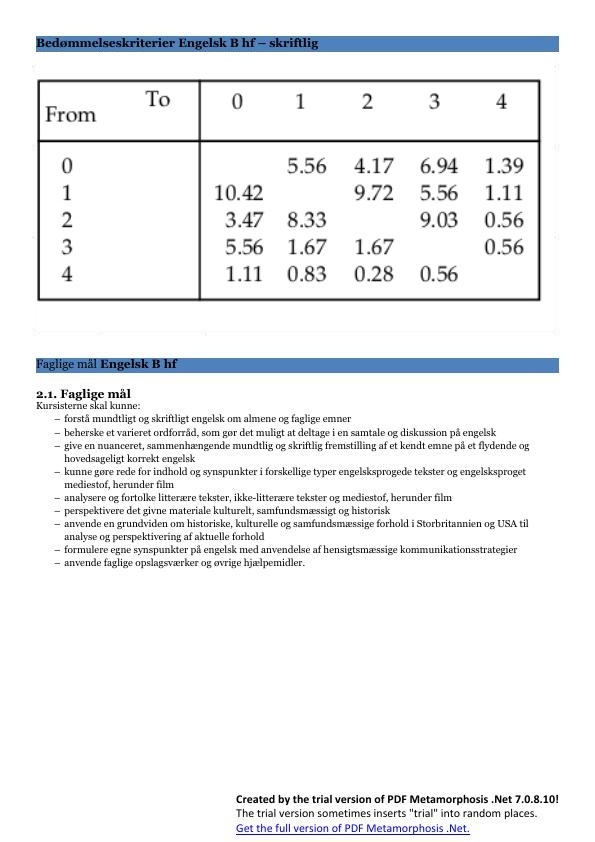 Bedømmelseskriterier Engelsk B hf – skriftlig
To
From 0 1 2 3 4
0 5.56 4.17 6.94 1.39
1 10.42 9.72 5.56 1.11
2 3.47 8.33 9.03 0.56
3 5.56 1.67 1.67 0.56
4 1.11 0.83 0.28 0.56
Faglige mål Engelsk B hf
2.1. Faglige mål
Kursisterne skal kunne:
– forstå mundtligt og skriftligt engelsk om almene og faglige emner
– beherske et varieret ordforråd, som gør det muligt at deltage i en samtale og diskussion på engelsk
– give en nuanceret, sammenhængende mundtlig og skriftlig fremstilling af et kendt emne på et flydende og
hovedsageligt korrekt engelsk
– kunne gøre rede for indhold og synspunkter i forskellige typer engelsksprogede tekster og engelsksproget
mediestof, herunder film
– analysere og fortolke litterære tekster, ikke-litterære tekster og mediestof, herunder film
– perspektivere det givne materiale kulturelt, samfundsmæssigt og historisk
– anvende en grundviden om historiske, kulturelle og samfundsmæssige forhold i Storbritannien og USA til
analyse og perspektivering af aktuelle forhold
– formulere egne synspunkter på engelsk med anvendelse af hensigtsmæssige kommunikationsstrategier
– anvende faglige opslagsværker og øvrige hjælpemidler.
Created by the trial version of PDF Metamorphosis .Net 7.0.8.10!
The trial version sometimes inserts "trial" into random places.
Get the full version of PDF Metamorphosis .Net.